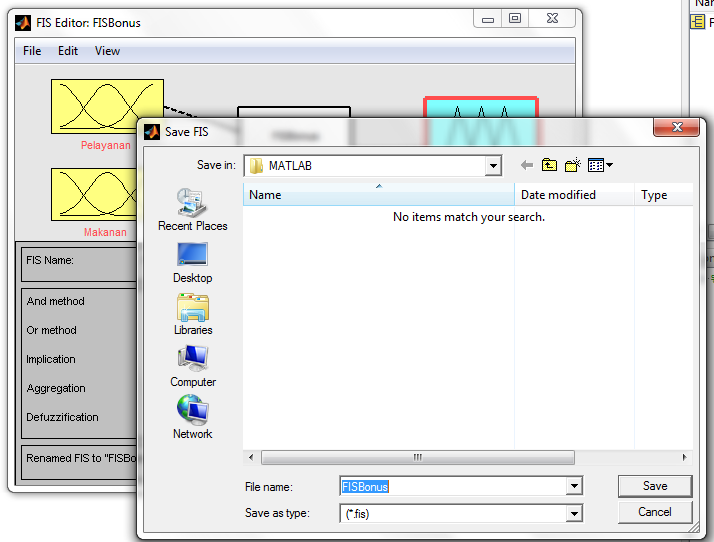 FIS Editor: FISBonus
File Edit View
Pelayanan
Makanan
FIS Name:
And method
Or method
Implication
Aggregation
Defuzzification
Renamed FIS to "FISBo
Save FIS
Save in: MATLAB
Name Date modified Type
No items match your search.
Recent Places
Desktop
Libraries
Computer
Network
File name: FISBonus
Save as type: (*.fis)
Save
Cancel